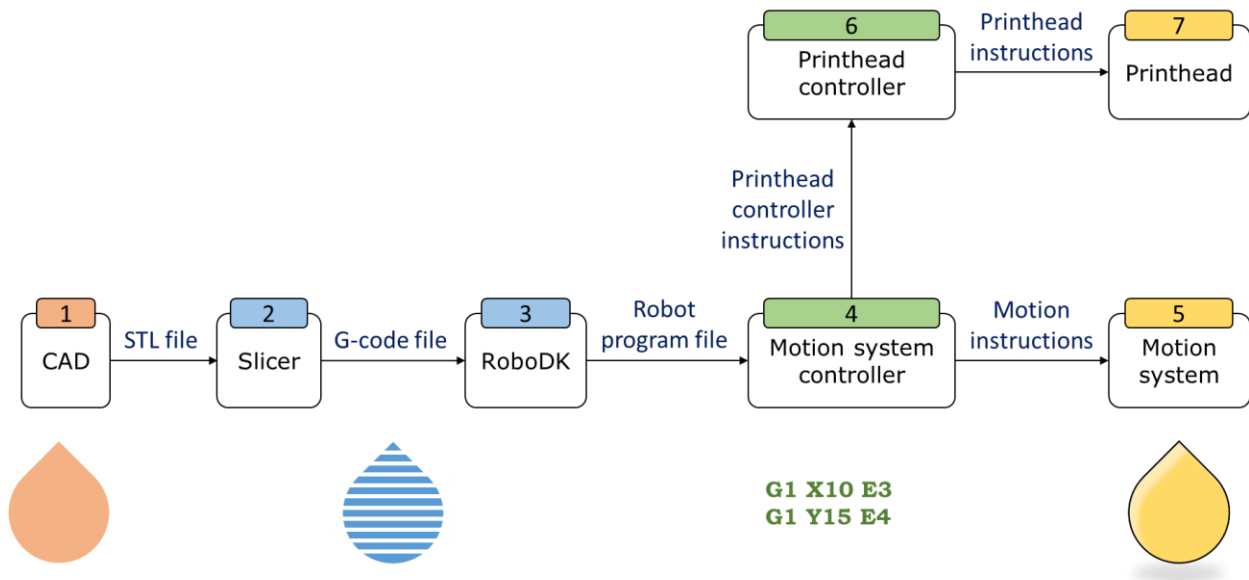 6
Printhead
controller
Printhead
instructions
7
Printhead
Printhead
controller
instructions
1
CAD
STL file
2
Slicer
G-code file
3
RoboDK
Robot
program file
4
Motion system
controller
Motion
instructions
5
Motion
system
G1 X10 E3
G1 Y15 E4